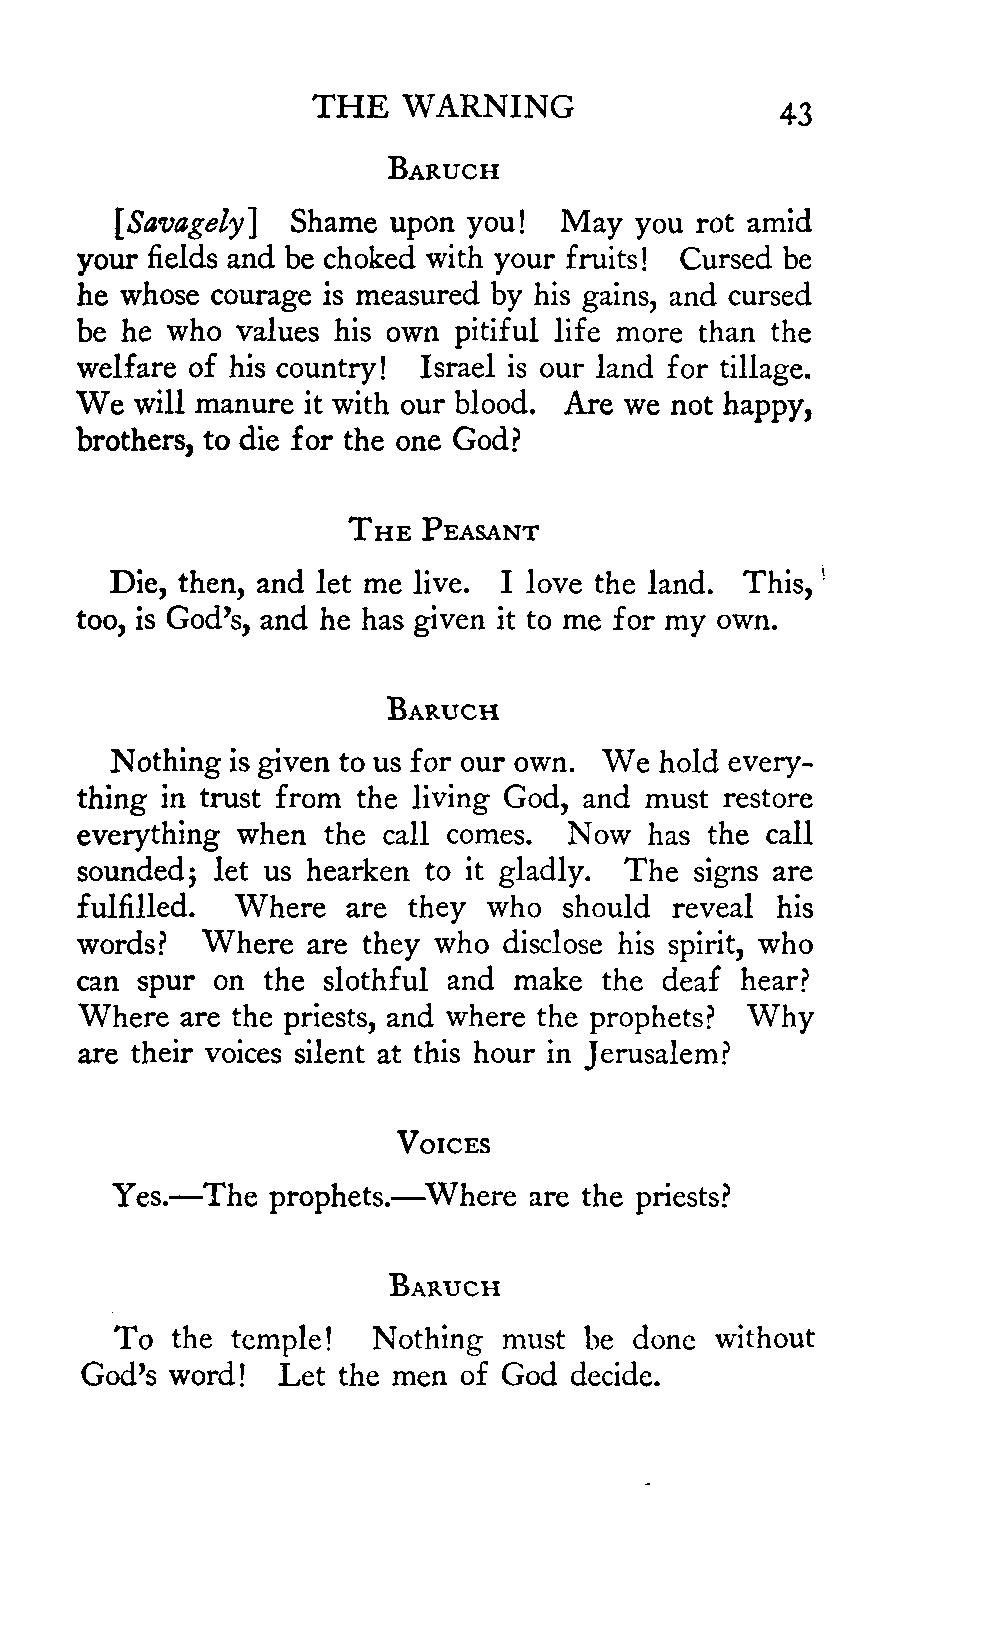 THE WARNING 43
BARUCH
[Savagely] Shame upon you! May you rot amid
your fields and be choked with your fruits! Cursed be
he whose courage is measured by his gains, and cursed
be he who values his own pitiful life more than the
welfare of his country! Israel is our land for tillage.
We will manure it with our blood. Are we not happy,
brothers, to die for the one God?
THE PEASANT
Die, then, and let me live. I love the land. This,
too, is God's, and he has given it to me for my own.
BARUCH
Nothing is given to us for our own. We hold every-
thing in trust from the living God, and must restore
everything when the call comes. Now has the call
sounded; let us hearken to it gladly. The signs are
fulfilled. Where are they who should reveal his
words? Where are they who disclose his spirit, who
can spur on the slothful and make the deaf hear?
Where are the priests, and where the prophets? Why
are their voices silent at this hour in Jerusalem?
VOICES
Yes.—The prophets.—Where are the priests?
BARUCH
To the temple! Nothing must be done without
God's word! Let the men of God decide.